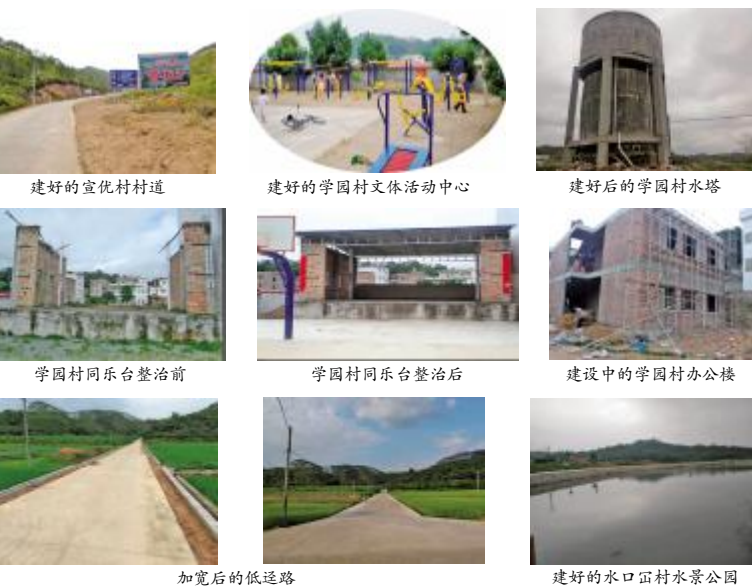 建好的宣优村村道
建好的学园村文体活动中心
建好后的学园村水塔
学园村同乐台整治前
学园村同乐台整治后
建设中的学园村办公楼
加宽后的低迳路
建好的水口冚村水景公园